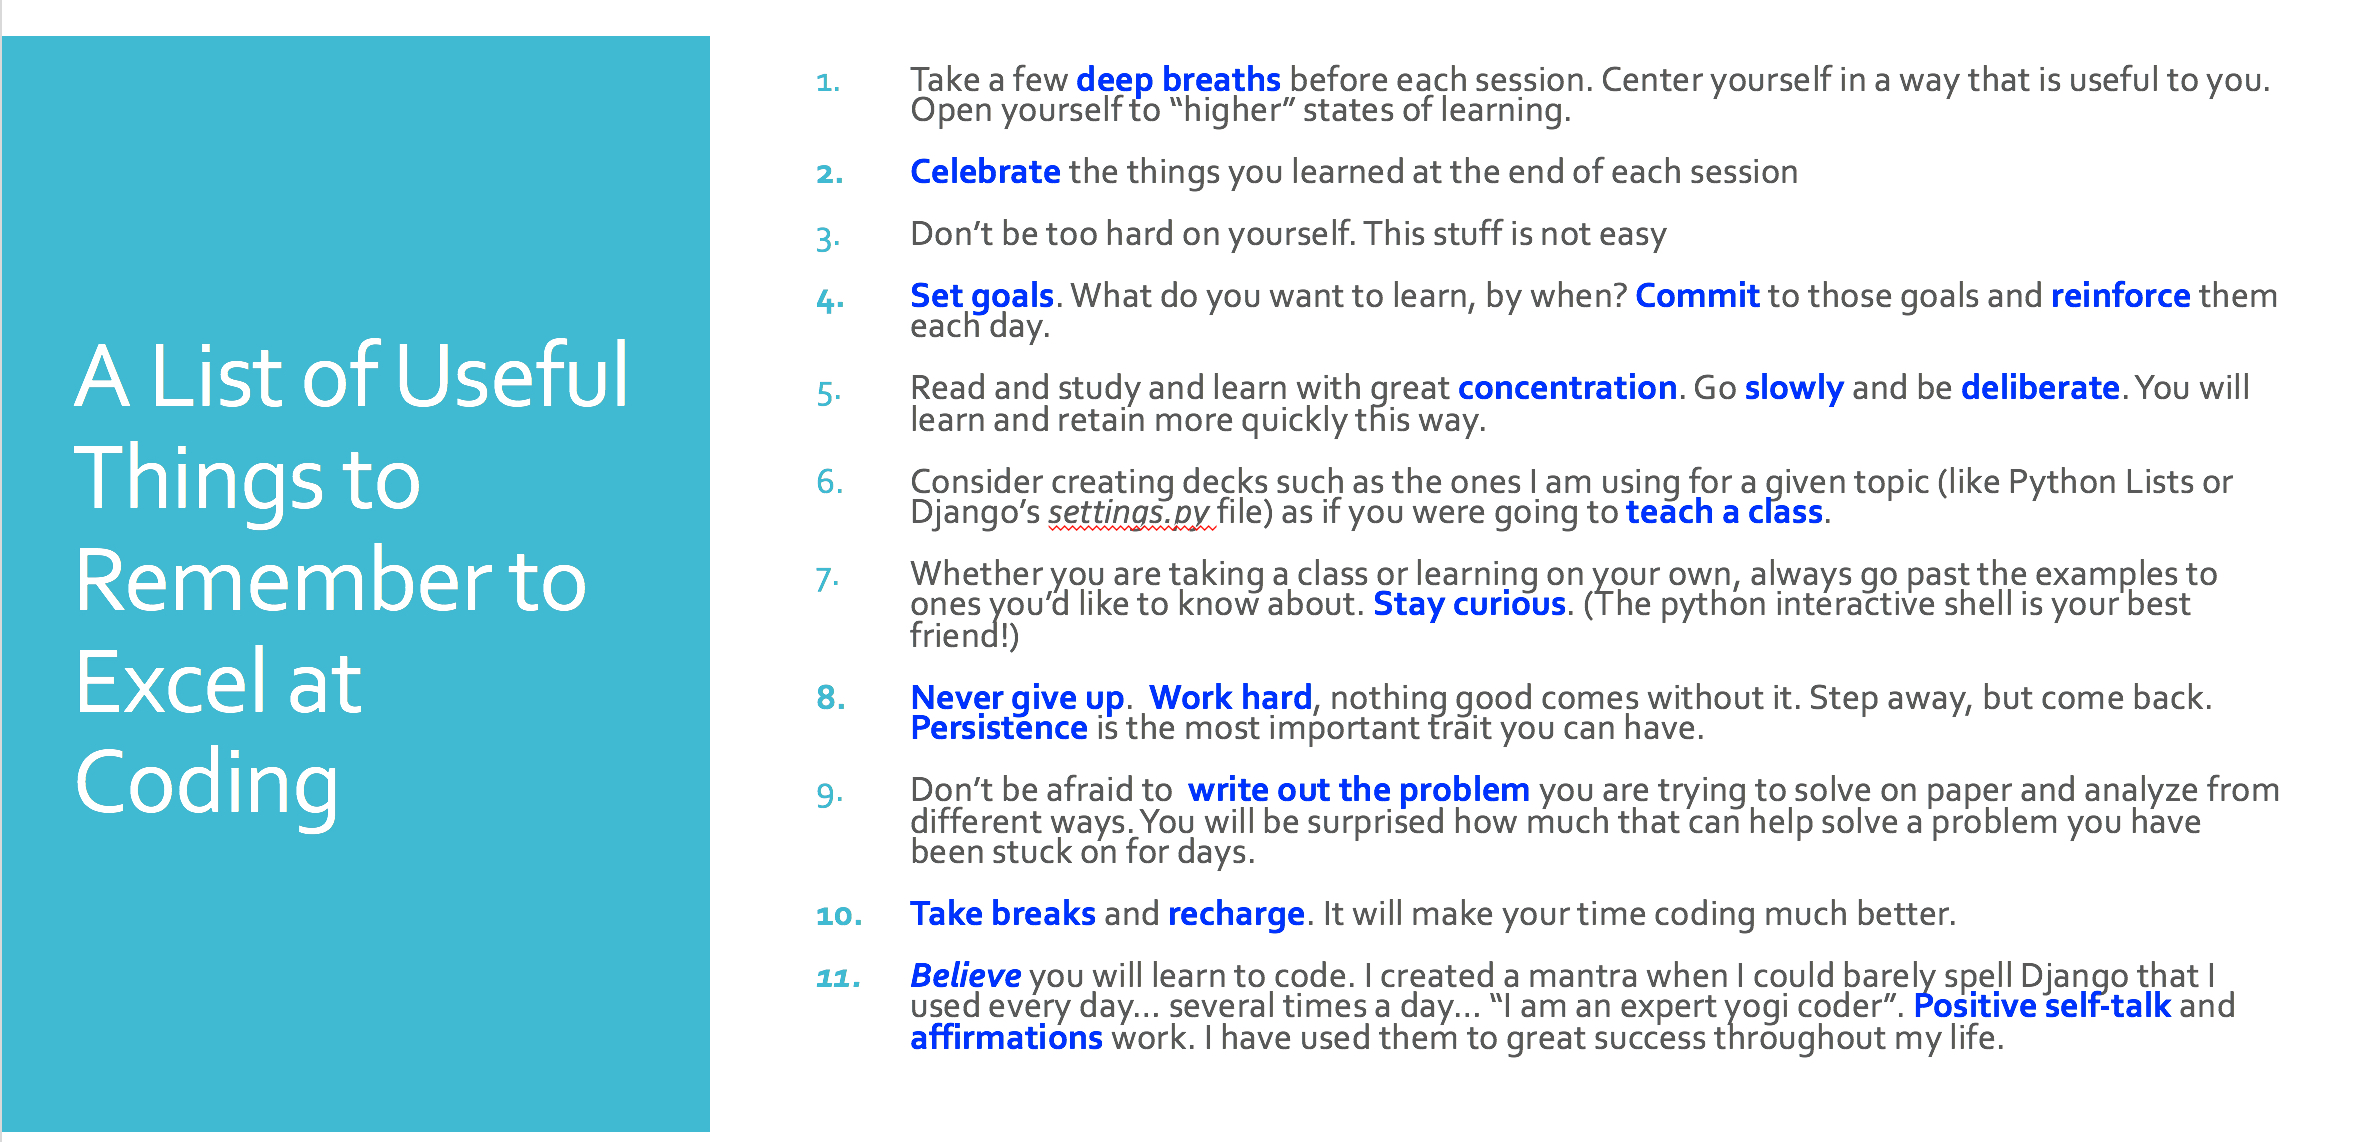 A List of Useful
Things to
Remember to
Excel at
Coding
1. Take a few deep breaths before each session. Center yourself in a way that is useful to you.
Open yourself to “higher” states of learning.
2. Celebrate the things you learned at the end of each session
3. Don’t be too hard on yourself. This stuff is not easy
4. Set goals. What do you want to learn, by when? Commit to those goals and reinforce them
each day.
5. Read and study and learn with great concentration. Go slowly and be deliberate. You will
learn and retain more quickly this way.
6. Consider creating decks such as the ones I am using for a given topic (like Python Lists or
Django’s settings.py file) as if you were going to teach a class.
7. Whether you are taking a class or learning on your own, always go past the examples to
ones you’d like to know about. Stay curious. (The python interactive shell is your best
friend!)
8. Never give up.  Work hard, nothing good comes without it. Step away, but come back.
Persistence is the most important trait you can have.
9. Don’t be afraid to  write out the problem you are trying to solve on paper and analyze from
different ways. You will be surprised how much that can help solve a problem you have
been stuck on for days.
10. Take breaks and recharge. It will make your time coding much better.
11. Believe you will learn to code. I created a mantra when I could barely spell Django that I
used every day... several times a day... “I am an expert yogi coder”. Positive self-talk and
affirmations work. I have used them to great success throughout my life.